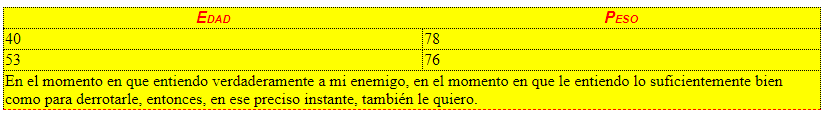 Edad Peso
40 78
53 76
En el momento en que entiendo verdaderamente a mi enemigo, en el momento en que le entiendo lo suficientemente bien
como para derrotarle, entonces, en ese preciso instante, también le quiero.